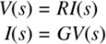 V(s) = RI(s)
I(s) = GV(s)